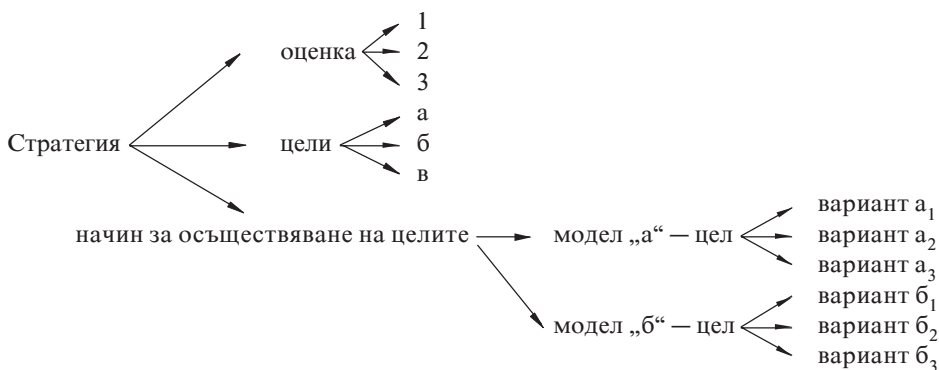 1
оценка
2
3
а
Стратегия
цели
б
в
вариант а₁
начин за осъществяване на целите
модел „а“ — цел
вариант а₂
вариант а₃
вариант б₁
модел „б“ — цел
вариант б₂
вариант б₃